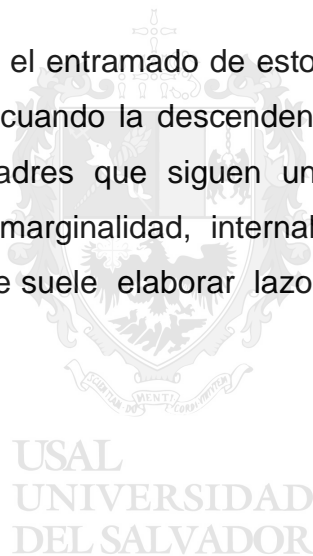 el entramado de esto
cuando la descenden
adres que siguen un
marginalidad, internal
e suele elaborar lazo
MENTI
USAL
UNIVERSIDAD
DEL SALVADOR